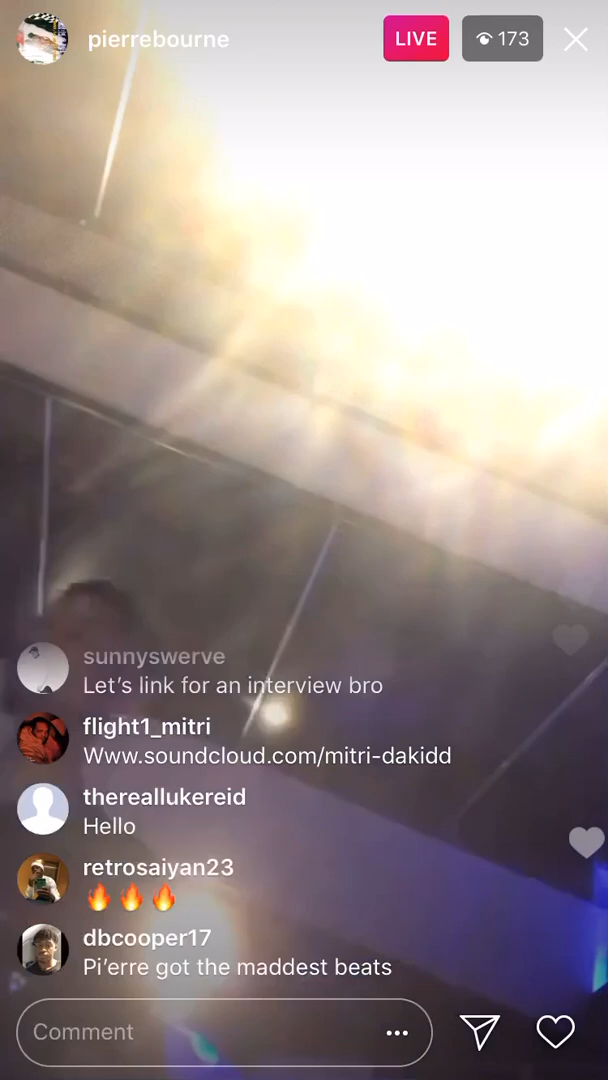 pierrebourne
LIVE
173
sunnyswerve
Let’s link for an interview bro
flight1_mitri
Www.soundcloud.com/mitri-dakidd
thereallukereid
Hello
retrosaiyan23
🔥 🔥 🔥
dbcooper17
Pi’erre got the maddest beats
Comment